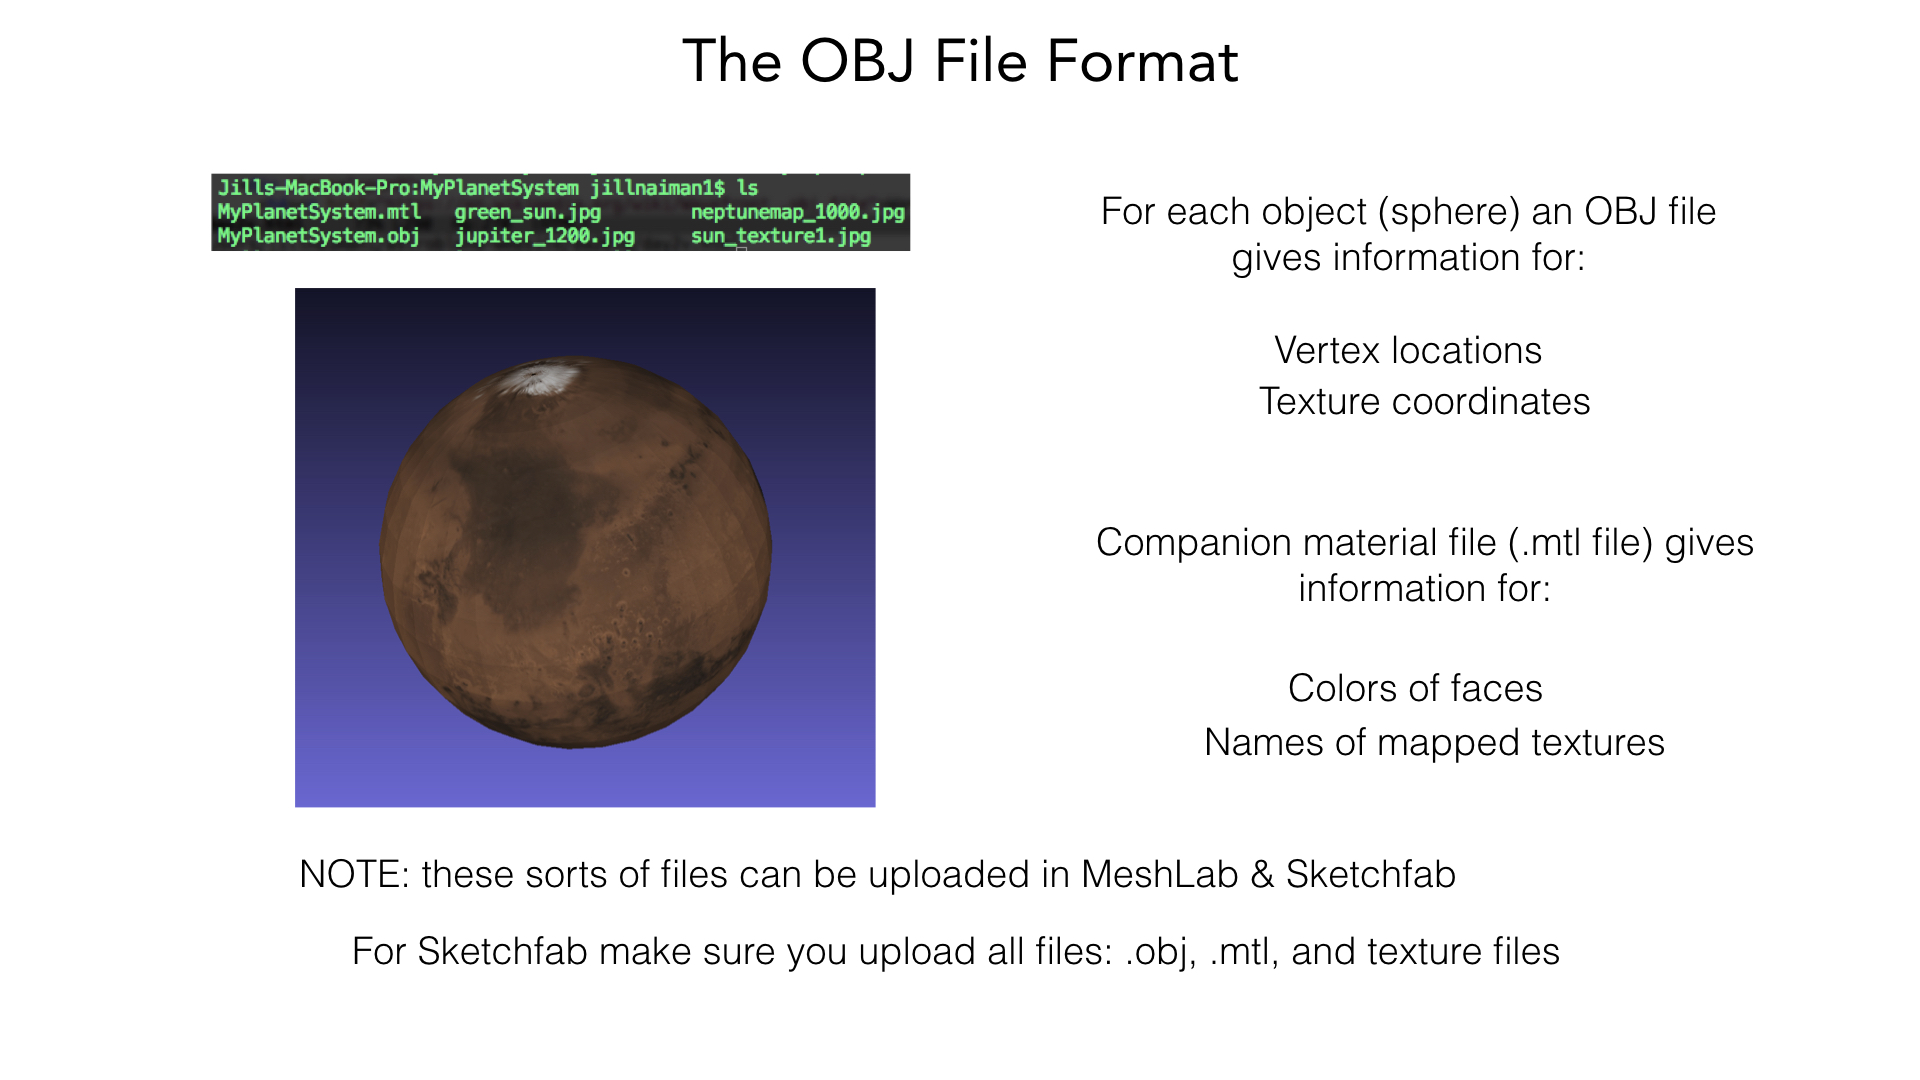 The OBJ File Format
Jills-MacBook-Pro:MyPlanetSystem jillnaiman1$ ls
MyPlanetSystem.mtl green_sun.jpg neptunemap_1000.jpg
MyPlanetSystem.obj jupiter_1200.jpg sun_texture1.jpg
For each object (sphere) an OBJ file
gives information for:
Vertex locations
Texture coordinates
Companion material file (.mtl file) gives
information for:
Colors of faces
Names of mapped textures
NOTE: these sorts of files can be uploaded in MeshLab & Sketchfab
For Sketchfab make sure you upload all files: .obj, .mtl, and texture files